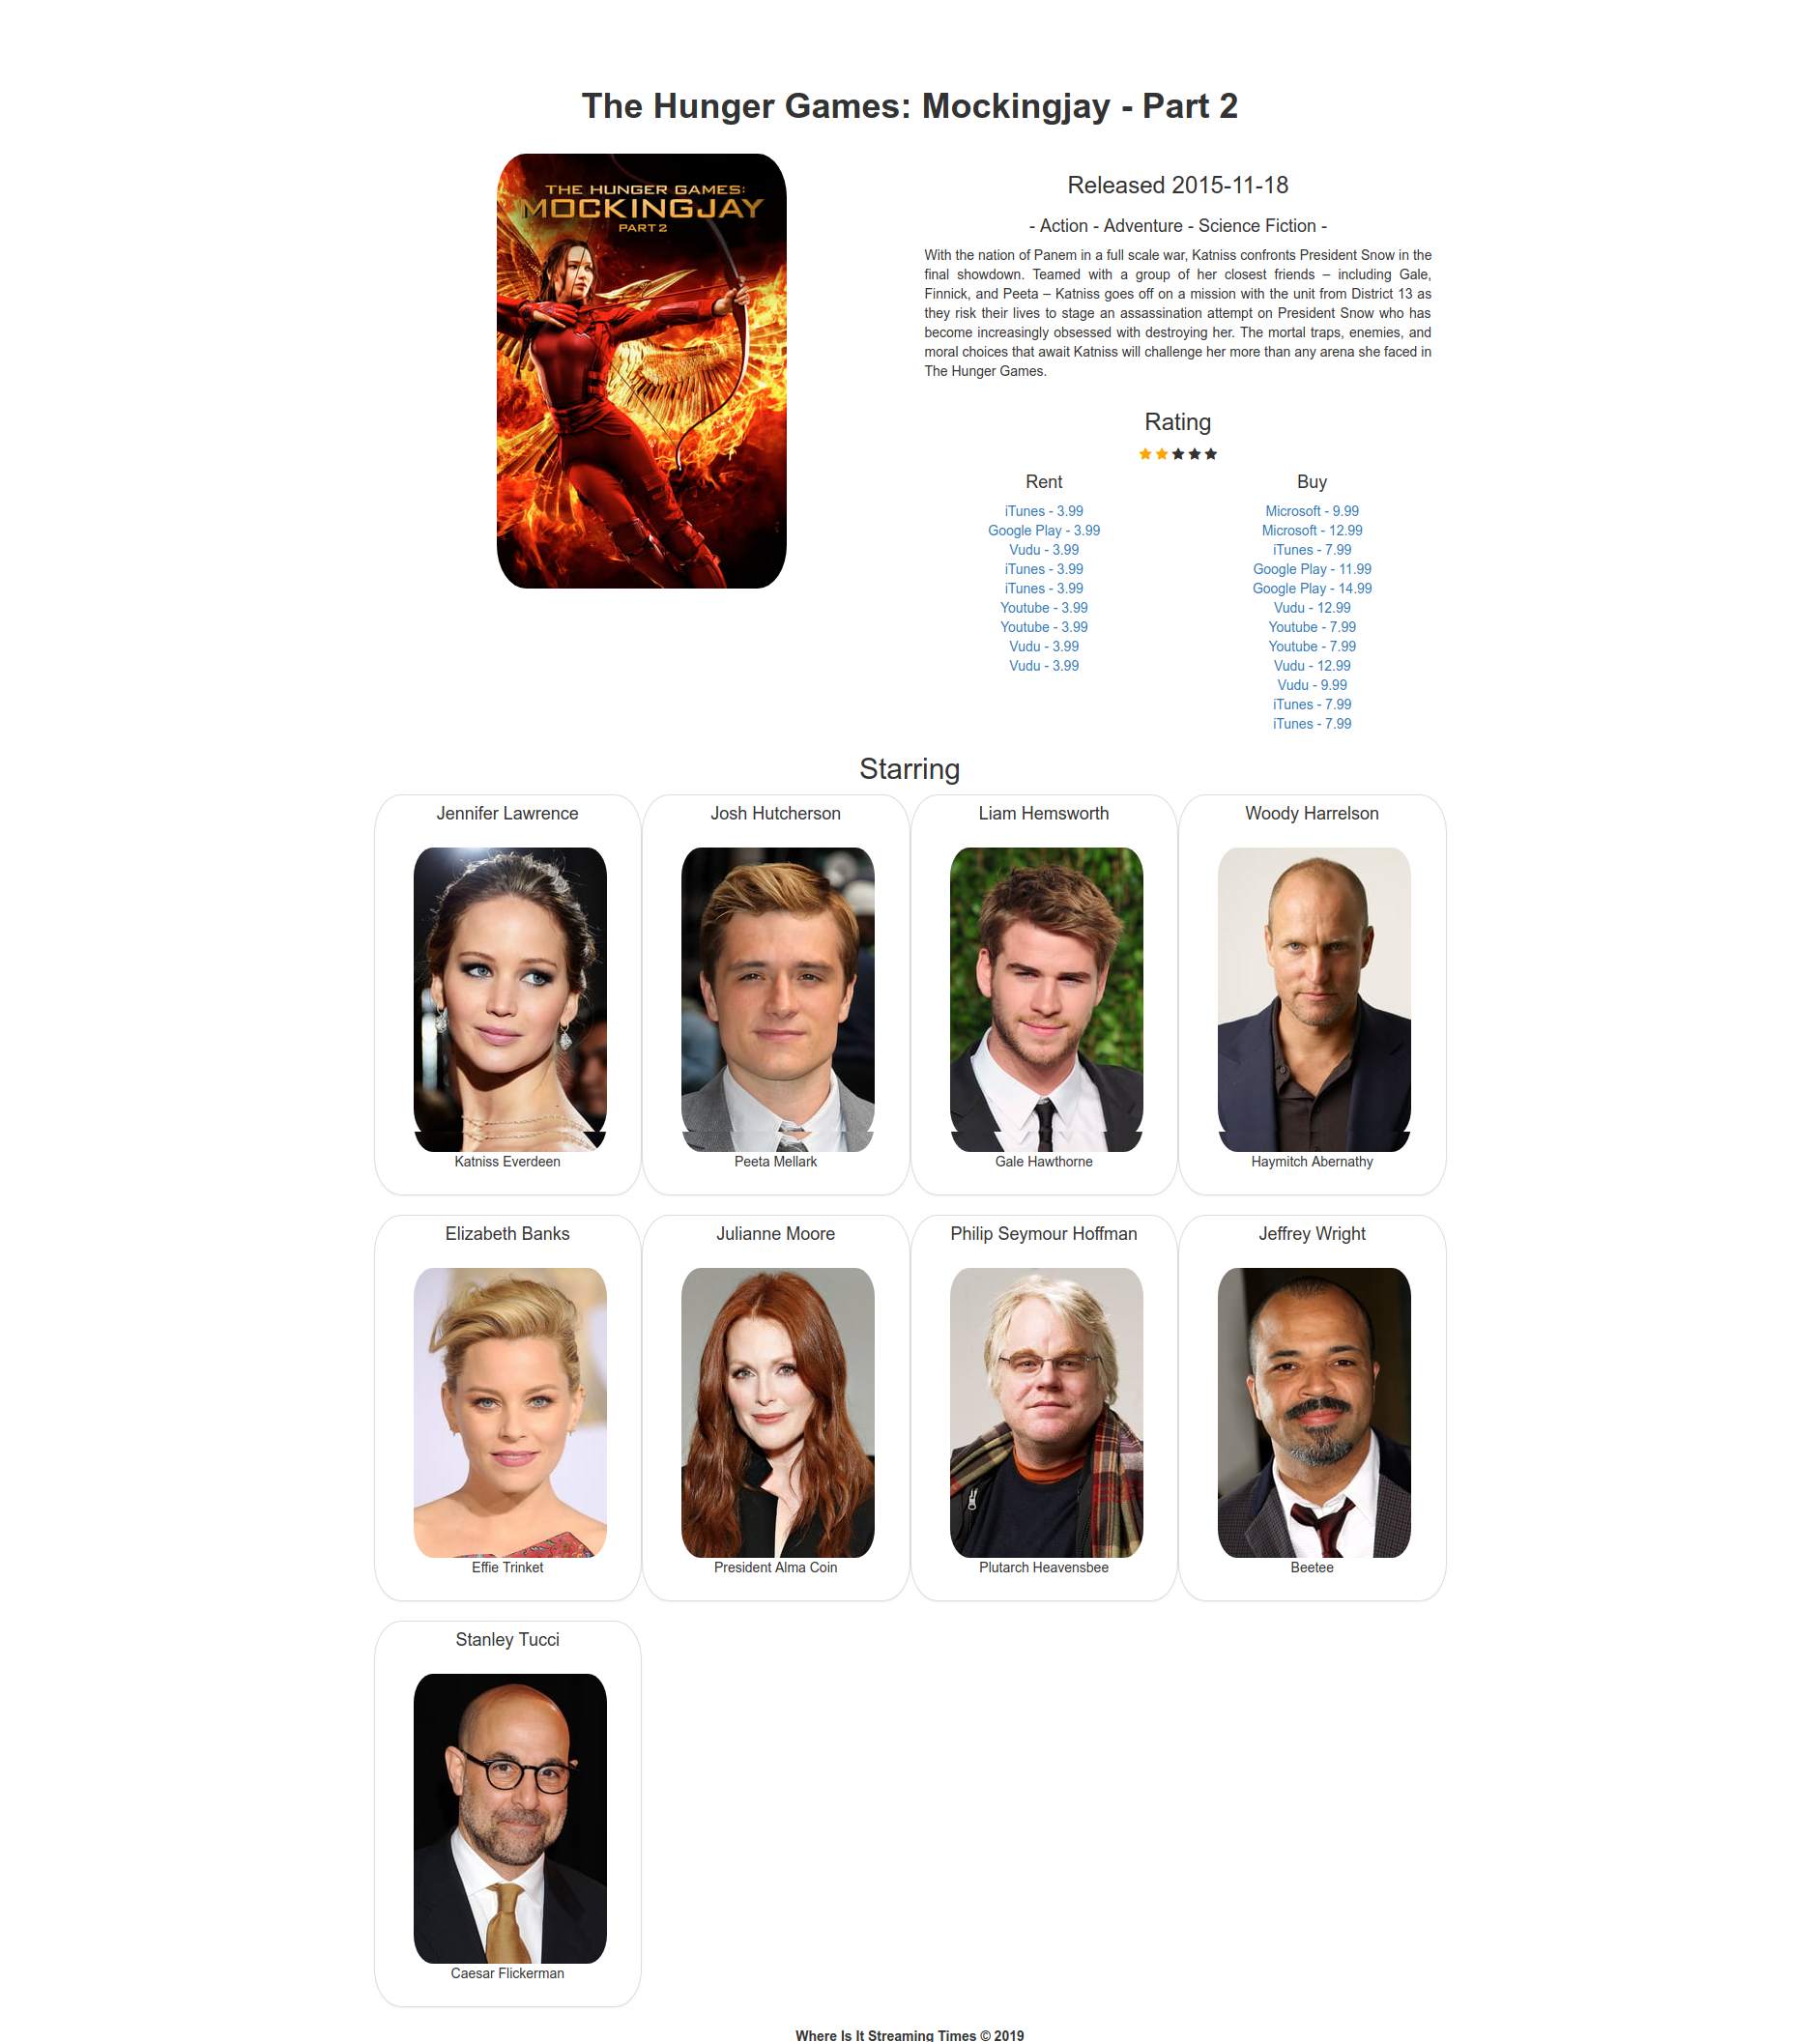 The Hunger Games: Mockingjay - Part 2
THE HUNGER GAMES:
MOCKINGJAY
PART 2
Released 2015-11-18
- Action - Adventure - Science Fiction -
With the nation of Panem in a full scale war, Katniss confronts President Snow in the
final showdown. Teamed with a group of her closest friends – including Gale,
Finnick, and Peeta – Katniss goes off on a mission with the unit from District 13 as
they risk their lives to stage an assassination attempt on President Snow who has
become increasingly obsessed with destroying her. The mortal traps, enemies, and
moral choices that await Katniss will challenge her more than any arena she faced in
The Hunger Games.
Rating
Rent
iTunes - 3.99
Google Play - 3.99
Vudu - 3.99
iTunes - 3.99
iTunes - 3.99
Youtube - 3.99
Youtube - 3.99
Vudu - 3.99
Vudu - 3.99
Buy
Microsoft - 9.99
Microsoft - 12.99
iTunes - 7.99
Google Play - 11.99
Google Play - 14.99
Vudu - 12.99
Youtube - 7.99
Youtube - 7.99
Vudu - 12.99
Vudu - 9.99
iTunes - 7.99
iTunes - 7.99
Starring
Jennifer Lawrence
Katniss Everdeen
Josh Hutcherson
Peeta Mellark
Liam Hemsworth
Gale Hawthorne
Woody Harrelson
Haymitch Abernathy
Elizabeth Banks
Effie Trinket
Julianne Moore
President Alma Coin
Philip Seymour Hoffman
Plutarch Heavensbee
Jeffrey Wright
Beetee
Stanley Tucci
Caesar Flickerman
Where Is It Streaming Times © 2019